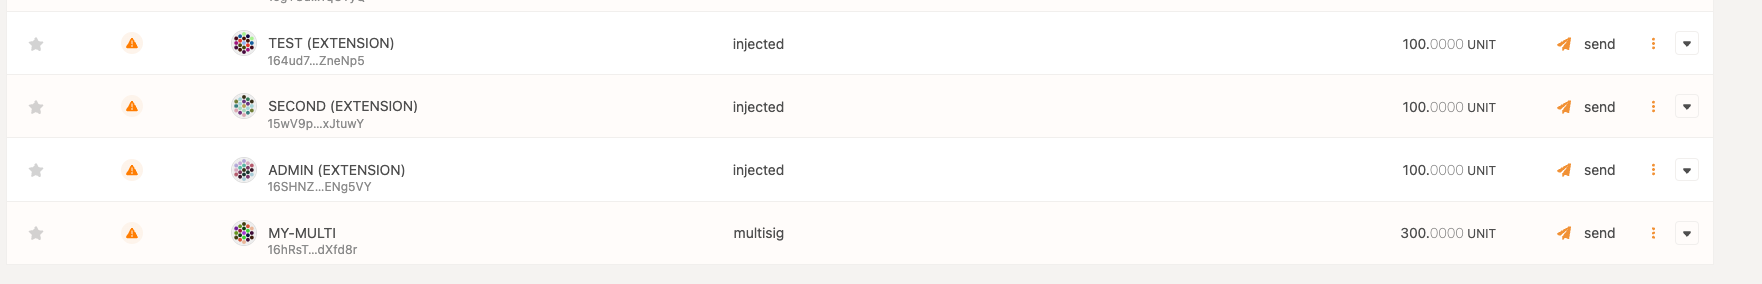 TEST (EXTENSION) injected 100.0000 UNIT send
164ud7...ZneNp5
SECOND (EXTENSION) injected 100.0000 UNIT send
15wV9p...xJtuwY
ADMIN (EXTENSION) injected 100.0000 UNIT send
16SHNZ...ENg5VY
MY-MULTI multisig 300.0000 UNIT send
16hRsT...dXfd8r